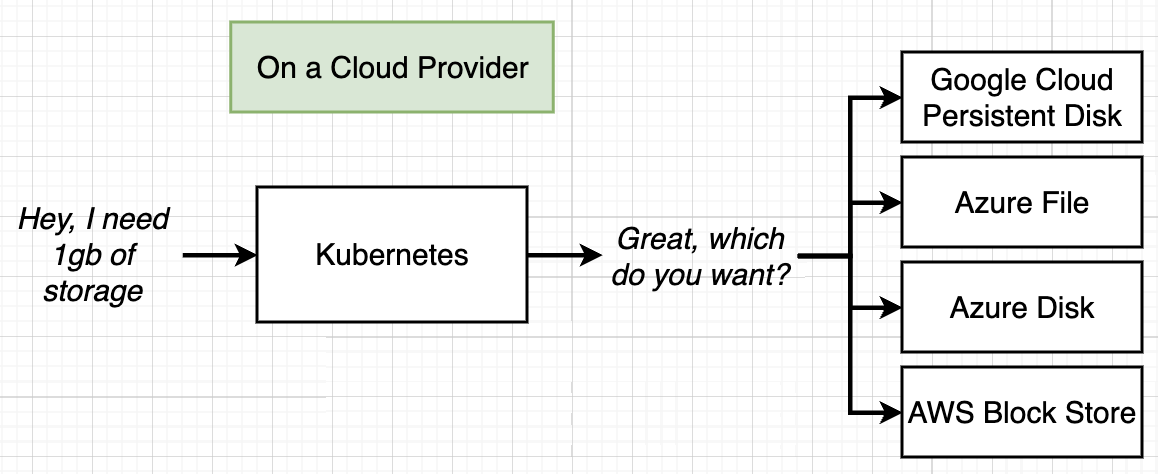 On a Cloud Provider
Hey, I need
1gb of
storage
Kubernetes
Great, which
do you want?
Google Cloud
Persistent Disk
Azure File
Azure Disk
AWS Block Store